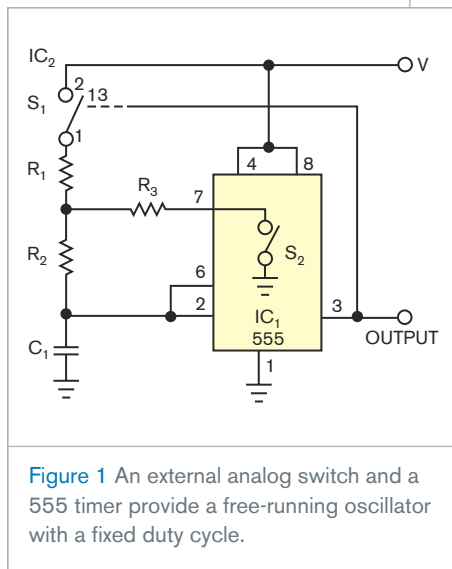 IC2
V
2
13
S1
1
4
8
R1
R3
7
R2
S2
6
2
IC1
555
3
OUTPUT
C1
1
Figure 1 An external analog switch and a
555 timer provide a free-running oscillator
with a fixed duty cycle.